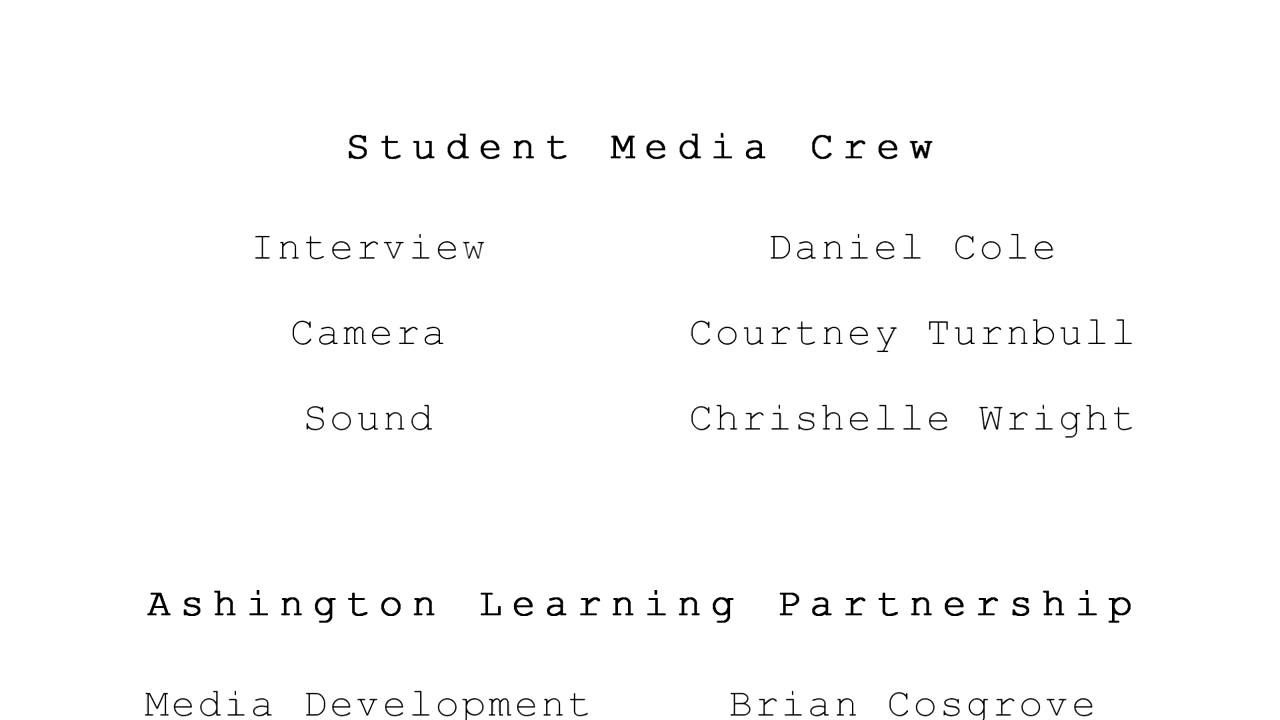 Student Media Crew
Interview Daniel Cole
Camera Courtney Turnbull
Sound Chrishelle Wright
Ashington Learning Partnership
Media Development Brian Cosgrove